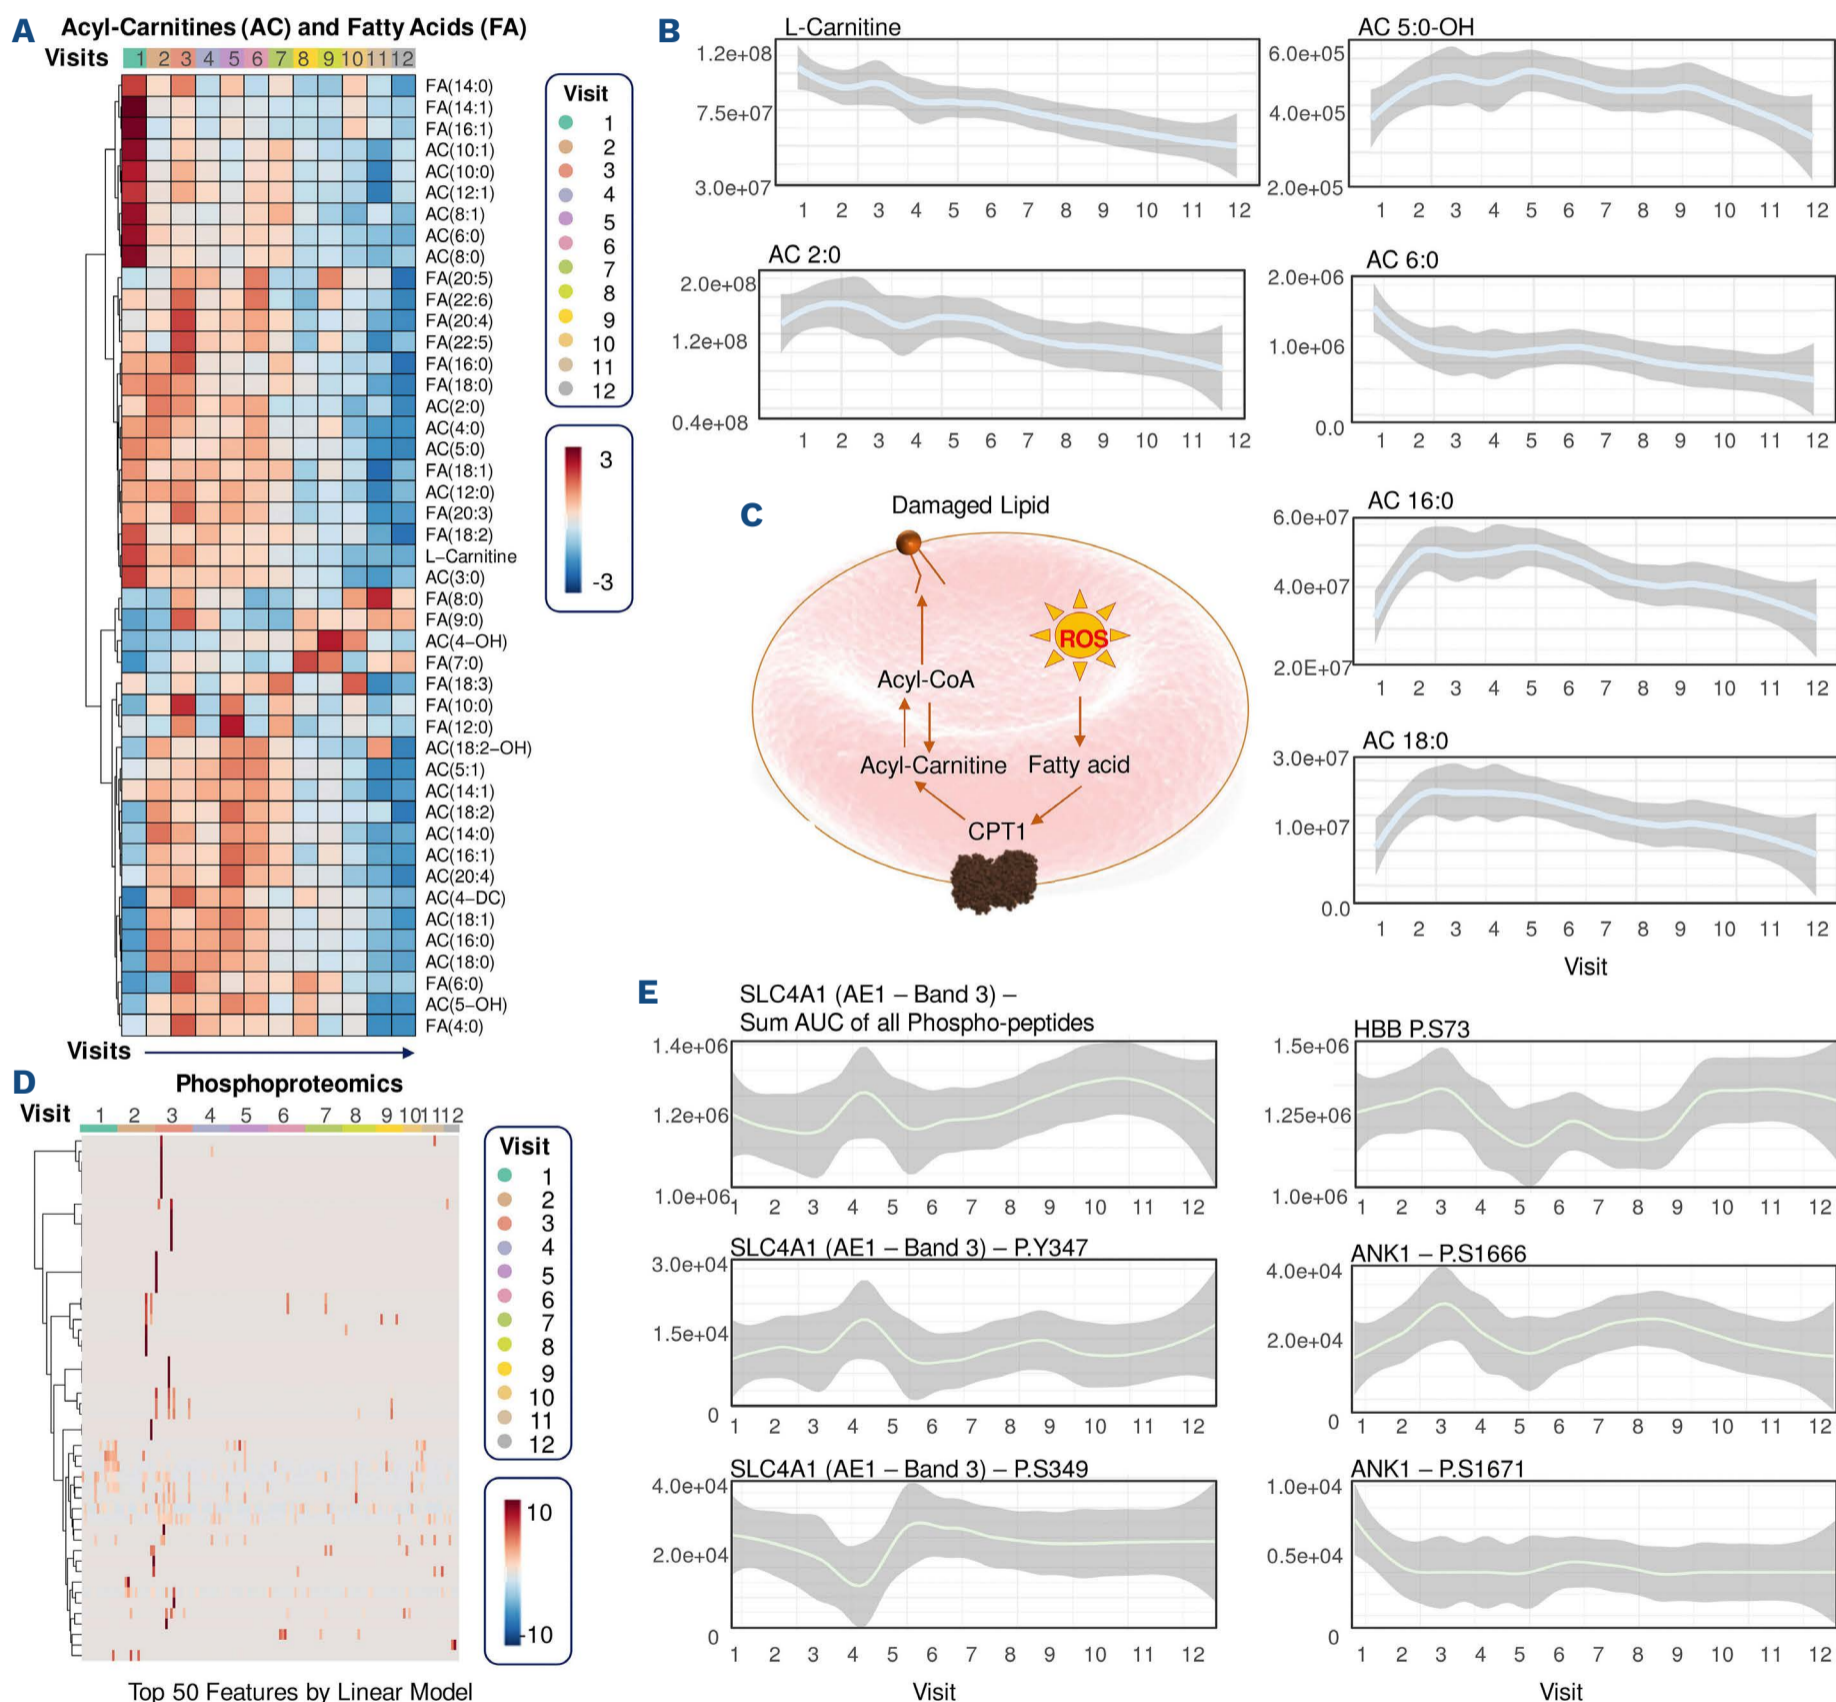 A
Acyl-Carnitines (AC) and Fatty Acids (FA)
Visits 1 2 3 4 5 6 7 8 9 10 11 12
FA(14:0)
FA(14:1)
FA(16:1)
AC(10:1)
AC(10:0)
AC(12:1)
AC(8:1)
AC(6:0)
AC(8:0)
FA(20:5)
FA(22:6)
FA(20:4)
FA(22:5)
FA(16:0)
FA(18:0)
AC(2:0)
AC(4:0)
AC(5:0)
FA(18:1)
AC(12:0)
FA(20:3)
FA(18:2)
L–Carnitine
AC(3:0)
FA(8:0)
FA(9:0)
AC(4–OH)
FA(7:0)
FA(18:3)
FA(10:0)
FA(12:0)
AC(18:2–OH)
AC(5:1)
AC(14:1)
AC(18:2)
AC(14:0)
AC(16:1)
AC(20:4)
AC(4–DC)
AC(18:1)
AC(16:0)
AC(18:0)
FA(6:0)
AC(5–OH)
FA(4:0)
Visits
Visit
1
2
3
4
5
6
7
8
9
10
11
12
3
-3
B
L-Carnitine
1.2e+08
7.5e+07
3.0e+07
1 2 3 4 5 6 7 8 9 10 11 12
AC 5:0-OH
6.0e+05
4.0e+05
2.0e+05
1 2 3 4 5 6 7 8 9 10 11 12
AC 2:0
2.0e+08
1.2e+08
0.4e+08
1 2 3 4 5 6 7 8 9 10 11 12
AC 6:0
2.0e+06
1.0e+06
0.0
1 2 3 4 5 6 7 8 9 10 11 12
AC 16:0
6.0e+07
4.0e+07
2.0E+07
1 2 3 4 5 6 7 8 9 10 11 12
AC 18:0
3.0e+07
1.0e+07
0.0
1 2 3 4 5 6 7 8 9 10 11 12
Visit
C
Damaged Lipid
ROS
Acyl-CoA
Acyl-Carnitine Fatty acid
CPT1
D
Phosphoproteomics
Visit 1 2 3 4 5 6 7 8 9 10 11 12
Visit
1
2
3
4
5
6
7
8
9
10
11
12
10
-10
Top 50 Features by Linear Model
E
SLC4A1 (AE1 – Band 3) –
Sum AUC of all Phospho-peptides
1.4e+06
1.2e+06
1.0e+06
1 2 3 4 5 6 7 8 9 10 11 12
HBB P.S73
1.5e+06
1.25e+06
1.0e+06
1 2 3 4 5 6 7 8 9 10 11 12
SLC4A1 (AE1 – Band 3) – P.Y347
3.0e+04
1.5e+04
0
1 2 3 4 5 6 7 8 9 10 11 12
ANK1 – P.S1666
4.0e+04
2.0e+04
0
1 2 3 4 5 6 7 8 9 10 11 12
SLC4A1 (AE1 – Band 3) – P.S349
4.0e+04
2.0e+04
0
1 2 3 4 5 6 7 8 9 10 11 12
Visit
ANK1 – P.S1671
1.0e+04
0.5e+04
0
1 2 3 4 5 6 7 8 9 10 11 12
Visit